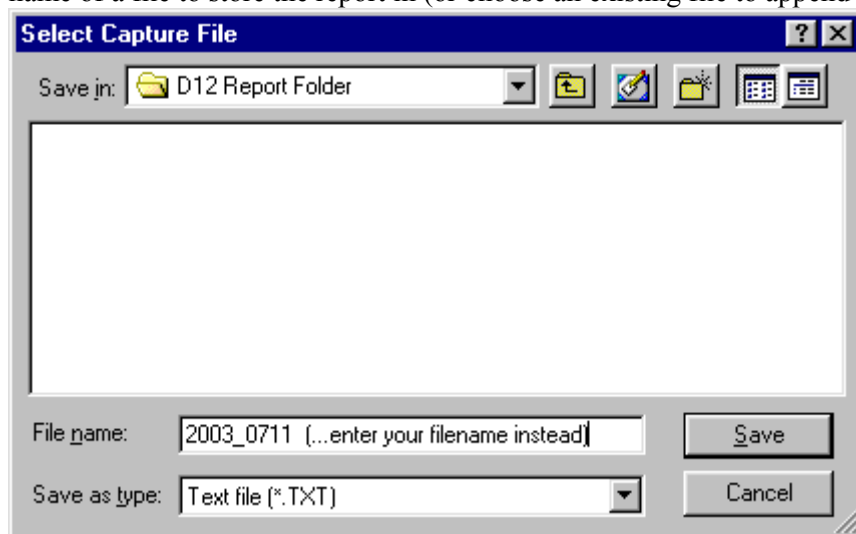 name of a file to store the report in (or choose an existing file to append
Select Capture File
Save in: D12 Report Folder
File name: 2003_0711 (...enter your filename instead) Save
Save as type: Text file (*.TXT) Cancel